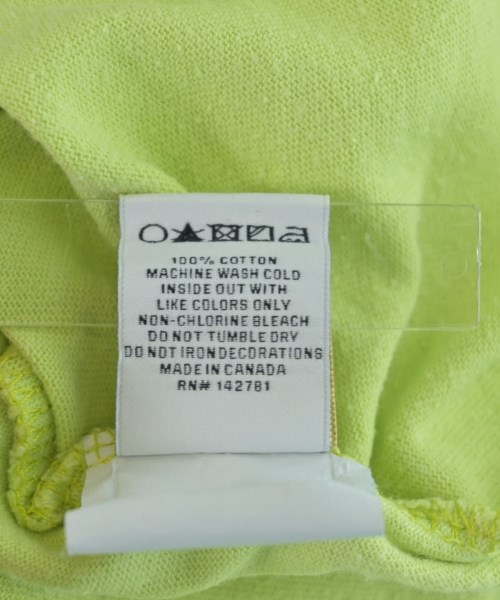 100% COTTON
MACHINE WASH COLD
INSIDE OUT WITH
LIKE COLORS ONLY
NON-CHLORINE BLEACH
DO NOT TUMBLE DRY
DO NOT IRON DECORATIONS
MADE IN CANADA
RN# 142781